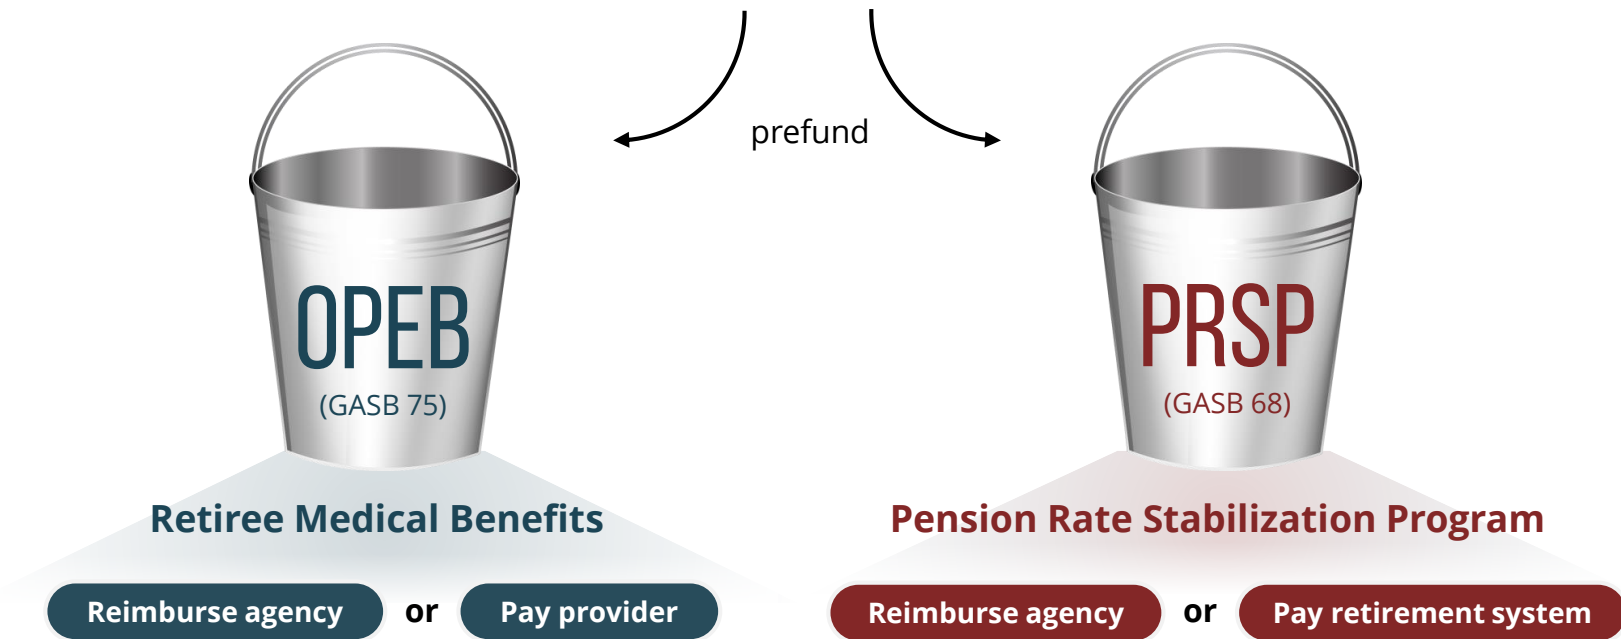 prefund
OPEB
(GASB 75)
Retiree Medical Benefits
Reimburse agency or Pay provider
PRSP
(GASB 68)
Pension Rate Stabilization Program
Reimburse agency or Pay retirement system